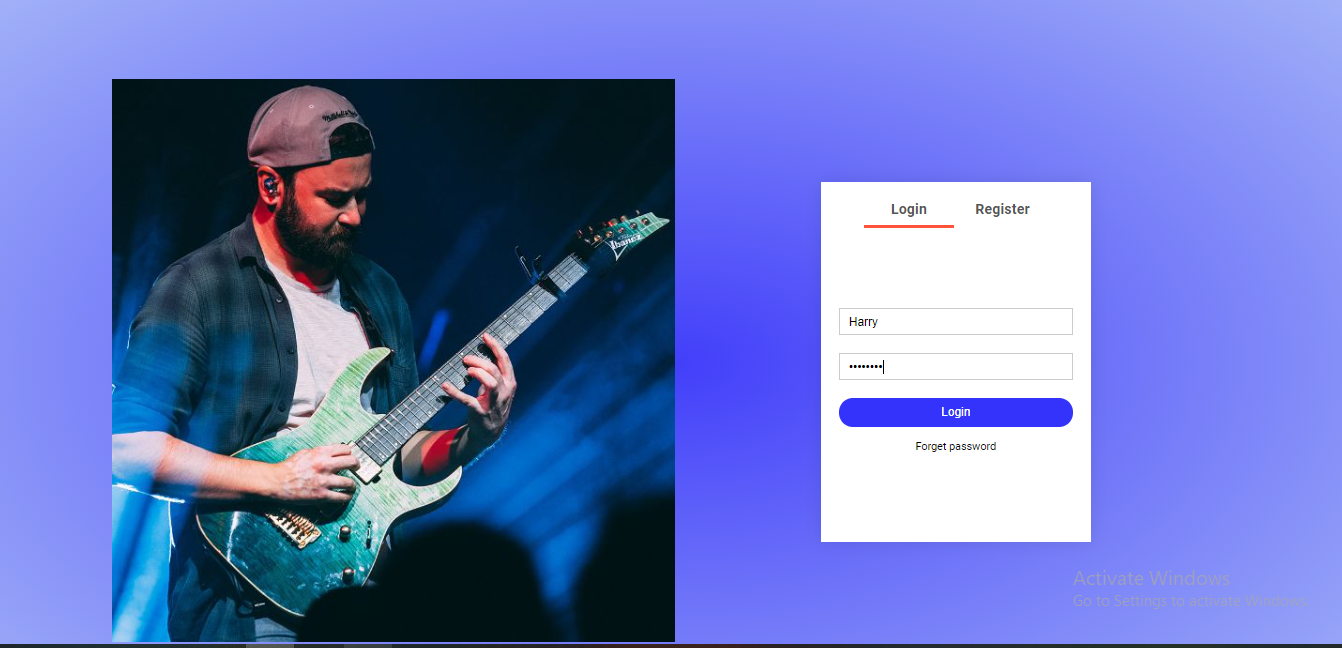 Ibanez
Login Register
Harry
••••••••
Login
Forget password
Activate Windows
Go to Settings to activate Windows.